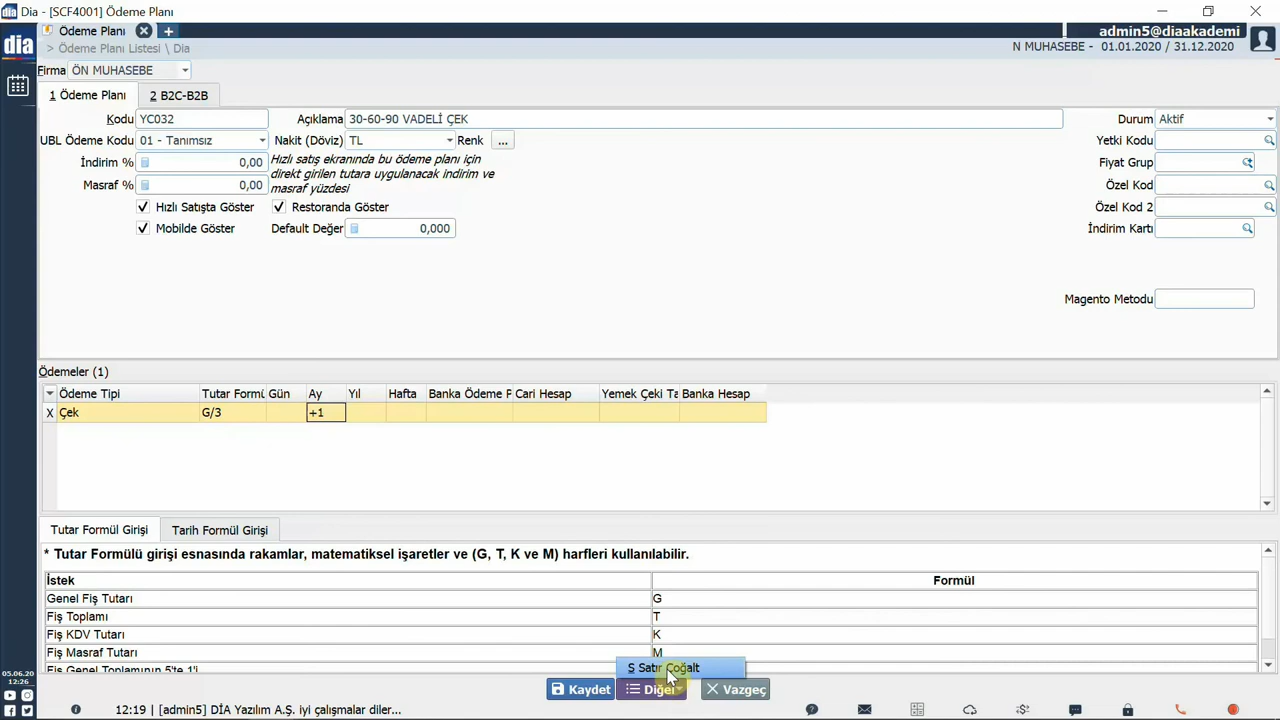 Dia - [SCF4001] Ödeme Planı
dia
Ödeme Planı
admin5@diaakademi
> Ödeme Planı Listesi \ Dia
N MUHASEBE - 01.01.2020 / 31.12.2020
Firma ÖN MUHASEBE
1 Ödeme Planı 2 B2C-B2B
Kodu YC032 Açıklama 30-60-90 VADELİ ÇEK Durum Aktif
UBL Ödeme Kodu 01 - Tanımsız Nakit (Döviz) TL Renk ... Yetki Kodu
İndirim % 0,00 Hızlı satış ekranında bu ödeme planı için Fiyat Grup
direkt girilen tutara uygulanacak indirim ve
Masraf % 0,00 masraf yüzdesi Özel Kod
Hızlı Satışta Göster Restoranda Göster Özel Kod 2
Mobilde Göster Default Değer 0,000 İndirim Kartı
Magento Metodu
Ödemeler (1)
Ödeme Tipi Tutar Formü Gün Ay Yıl Hafta Banka Ödeme P Cari Hesap Yemek Çeki Ta Banka Hesap
X Çek G/3 +1
Tutar Formül Girişi Tarih Formül Girişi
* Tutar Formülü girişi esnasında rakamlar, matematiksel işaretler ve (G, T, K ve M) harfleri kullanılabilir.
İstek Formül
Genel Fiş Tutarı G
Fiş Toplamı T
Fiş KDV Tutarı K
Fiş Masraf Tutarı M
Fiş Genel Toplamının 5'te 1'i
S Satır Çoğalt
Kaydet Diğer Vazgeç
05.06.20
12:26
12:19 | [admin5] DİA Yazılım A.Ş. iyi çalışmalar diler...